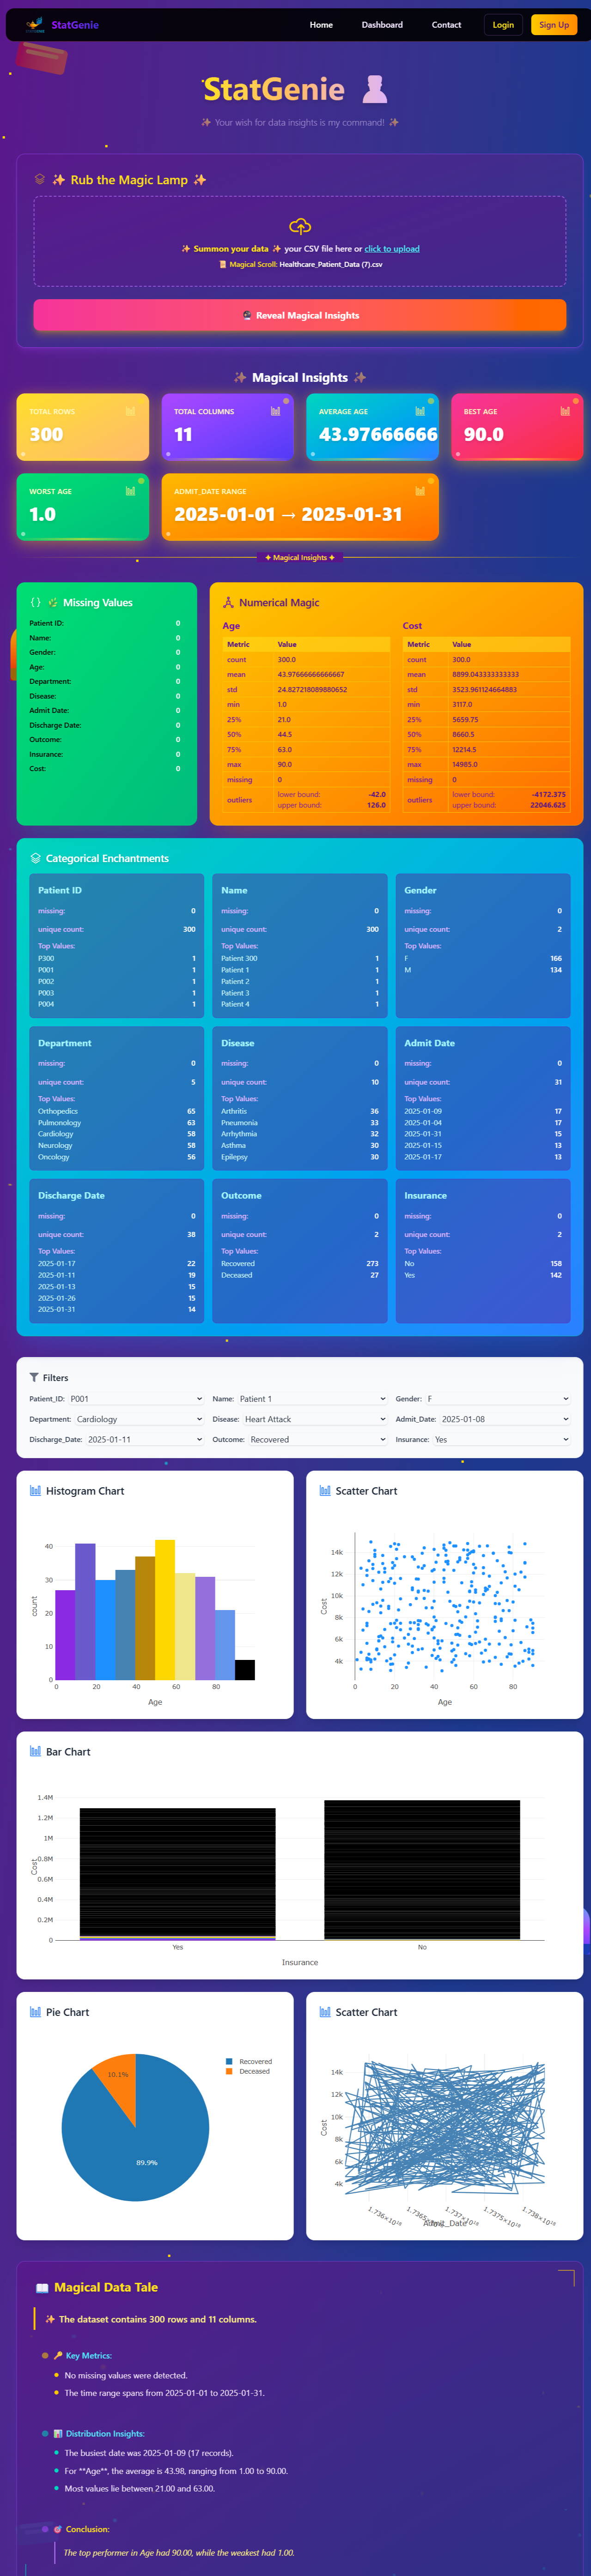 StatGenie
Home Dashboard Contact Login Sign Up
StatGenie
✨ Your wish for data insights is my command! ✨
✨ Rub the Magic Lamp ✨
✨ Summon your data ✨ your CSV file here or click to upload
📜 Magical Scroll: Healthcare_Patient_Data (7).csv
🔮 Reveal Magical Insights
✨ Magical Insights ✨
TOTAL ROWS
300
TOTAL COLUMNS
11
AVERAGE AGE
43.97666666
BEST AGE
90.0
WORST AGE
1.0
ADMIT_DATE RANGE
2025-01-01 → 2025-01-31
✦ Magical Insights ✦
Missing Values
Patient ID: 0
Name: 0
Gender: 0
Age: 0
Department: 0
Disease: 0
Admit Date: 0
Discharge Date: 0
Outcome: 0
Insurance: 0
Cost: 0
Numerical Magic
Age
Metric Value
count 300.0
mean 43.97666666666667
std 24.827218089880652
min 1.0
25% 21.0
50% 44.5
75% 63.0
max 90.0
missing 0
outliers lower bound: -42.0
upper bound: 126.0
Cost
Metric Value
count 300.0
mean 8899.043333333333
std 3523.961124664883
min 3117.0
25% 5659.75
50% 8660.5
75% 12214.5
max 14985.0
missing 0
outliers lower bound: -4172.375
upper bound: 22046.625
Categorical Enchantments
Patient ID
missing: 0
unique count: 300
Top Values:
P300 1
P001 1
P002 1
P003 1
P004 1
Name
missing: 0
unique count: 300
Top Values:
Patient 300 1
Patient 1 1
Patient 2 1
Patient 3 1
Patient 4 1
Gender
missing: 0
unique count: 2
Top Values:
F 166
M 134
Department
missing: 0
unique count: 5
Top Values:
Orthopedics 65
Pulmonology 63
Cardiology 58
Neurology 58
Oncology 56
Disease
missing: 0
unique count: 10
Top Values:
Arthritis 36
Pneumonia 33
Arrhythmia 32
Asthma 30
Epilepsy 30
Admit Date
missing: 0
unique count: 31
Top Values:
2025-01-09 17
2025-01-04 17
2025-01-31 15
2025-01-15 13
2025-01-17 13
Discharge Date
missing: 0
unique count: 38
Top Values:
2025-01-17 22
2025-01-11 19
2025-01-13 15
2025-01-26 15
2025-01-31 14
Outcome
missing: 0
unique count: 2
Top Values:
Recovered 273
Deceased 27
Insurance
missing: 0
unique count: 2
Top Values:
No 158
Yes 142
Filters
Patient_ID: P001 Name: Patient 1 Gender: F
Department: Cardiology Disease: Heart Attack Admit_Date: 2025-01-08
Discharge_Date: 2025-01-11 Outcome: Recovered Insurance: Yes
Histogram Chart
40
30
20
10
0
count
0 20 40 60 80
Age
Scatter Chart
14k
12k
10k
8k
6k
4k
Cost
0 20 40 60 80
Age
Bar Chart
1.4M
1.2M
1M
0.8M
0.6M
0.4M
0.2M
0
Cost
Yes No
Insurance
Pie Chart
10.1%
89.9%
Recovered
Deceased
Scatter Chart
14k
12k
10k
8k
6k
4k
Cost
1.736×10¹⁸ 1.737×10¹⁸ 1.7375×10¹⁸ 1.738×10¹⁸
Admit_Date
📖 Magical Data Tale
✨ The dataset contains 300 rows and 11 columns.
🔑 Key Metrics:
No missing values were detected.
The time range spans from 2025-01-01 to 2025-01-31.
📊 Distribution Insights:
The busiest date was 2025-01-09 (17 records).
For **Age**, the average is 43.98, ranging from 1.00 to 90.00.
Most values lie between 21.00 and 63.00.
🎯 Conclusion:
The top performer in Age had 90.00, while the weakest had 1.00.